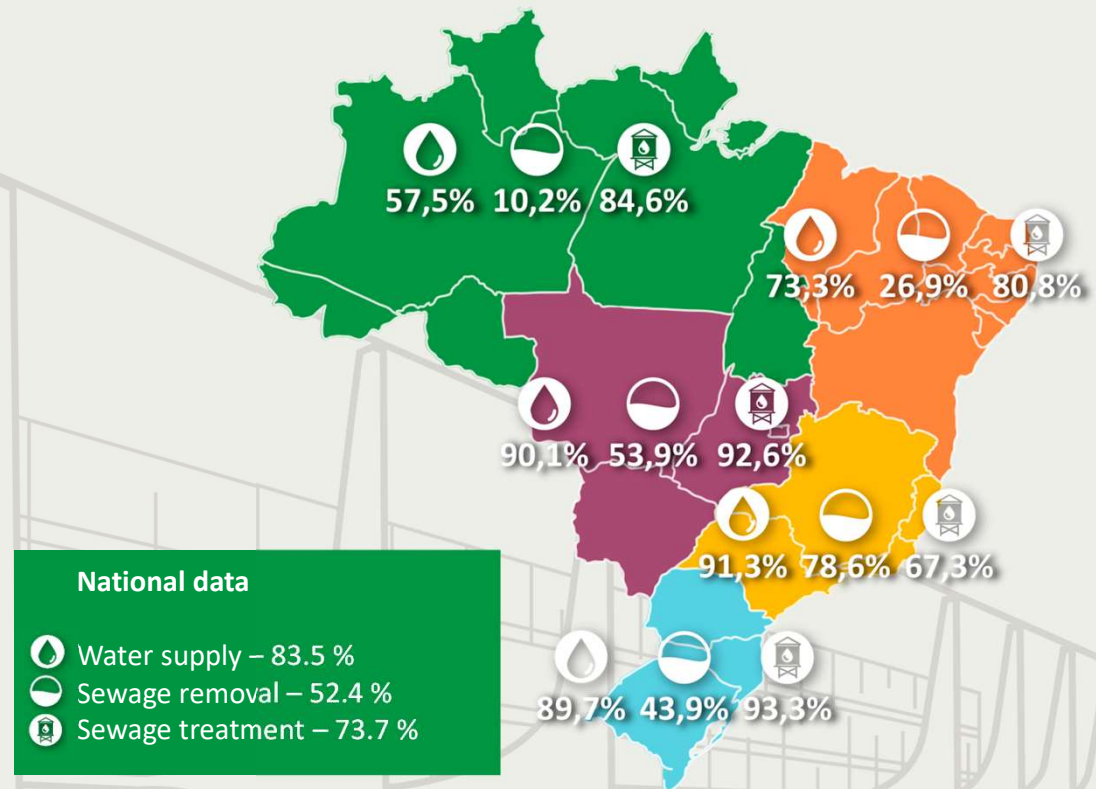 57,5% 10,2% 84,6%
73,3% 26,9% 80,8%
90,1% 53,9% 92,6%
91,3% 78,6% 67,3%
89,7% 43,9% 93,3%
National data
Water supply – 83.5 %
Sewage removal – 52.4 %
Sewage treatment – 73.7 %